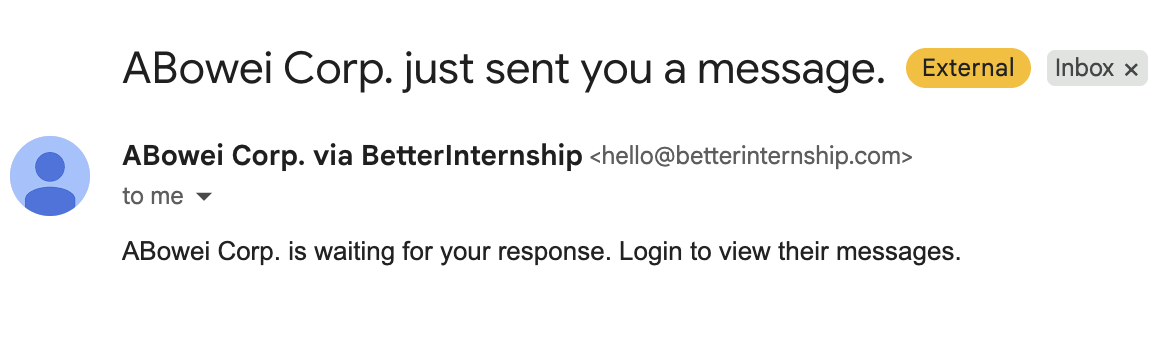 ABowei Corp. just sent you a message. External Inbox ×
ABowei Corp. via BetterInternship <hello@betterinternship.com>
to me
ABowei Corp. is waiting for your response. Login to view their messages.